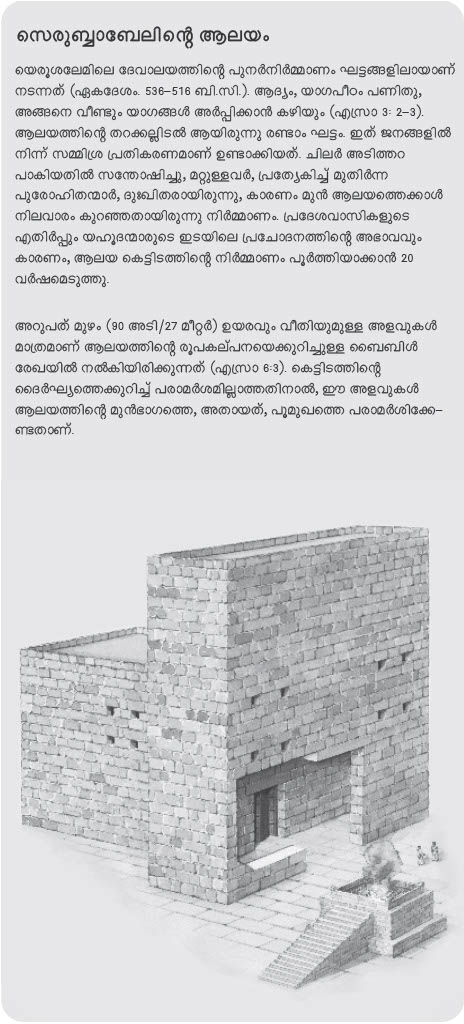 സെരുബ്ബാബേലിന്റെ ആലയം
യെരൂശലേമിലെ ദേവാലയത്തിന്റെ പുനർനിർമ്മാണം ഘട്ടങ്ങളിലായാണ്
നടന്നത് (ഏകദേശം. 536–516 ബി.സി.). ആദ്യം, യാഗപീഠം പണിതു,
അങ്ങനെ വീണ്ടും യാഗങ്ങൾ അർപ്പിക്കാൻ കഴിയും (എസ്രാ 3: 2–3).
ആലയത്തിന്റെ തറക്കല്ലിടൽ ആയിരുന്നു രണ്ടാം ഘട്ടം. ഇത് ജനങ്ങളിൽ
നിന്ന് സമ്മിശ്ര പ്രതികരണമാണ് ഉണ്ടാക്കിയത്. ചിലർ അടിത്തറ
പാകിയതിൽ സന്തോഷിച്ചു, മറ്റുള്ളവർ, പ്രത്യേകിച്ച് മുതിർന്ന
പുരോഹിതന്മാർ, ദുഃഖിതരായിരുന്നു, കാരണം മുൻ ആലയത്തെക്കാൾ
നിലവാരം കുറഞ്ഞതായിരുന്നു നിർമ്മാണം. പ്രദേശവാസികളുടെ
എതിർപ്പും യഹൂദന്മാരുടെ ഇടയിലെ പ്രചോദനത്തിന്റെ അഭാവവും
കാരണം, ആലയ കെട്ടിടത്തിന്റെ നിർമ്മാണം പൂർത്തിയാക്കാൻ 20
വർഷമെടുത്തു.
അറുപത് മുഴം (90 അടി/27 മീറ്റർ) ഉയരവും വീതിയുമുള്ള അളവുകൾ
മാത്രമാണ് ആലയത്തിന്റെ രൂപകല്പനയെക്കുറിച്ചുള്ള ബൈബിൾ
രേഖയിൽ നൽകിയിരിക്കുന്നത് (എസ്രാ 6:3). കെട്ടിടത്തിന്റെ
ദൈർഘ്യത്തെക്കുറിച്ച് പരാമർശമില്ലാത്തതിനാൽ, ഈ അളവുകൾ
ആലയത്തിന്റെ മുൻഭാഗത്തെ, അതായത്, പൂമുഖത്തെ പരാമർശിക്കേ–
ണ്ടതാണ്.